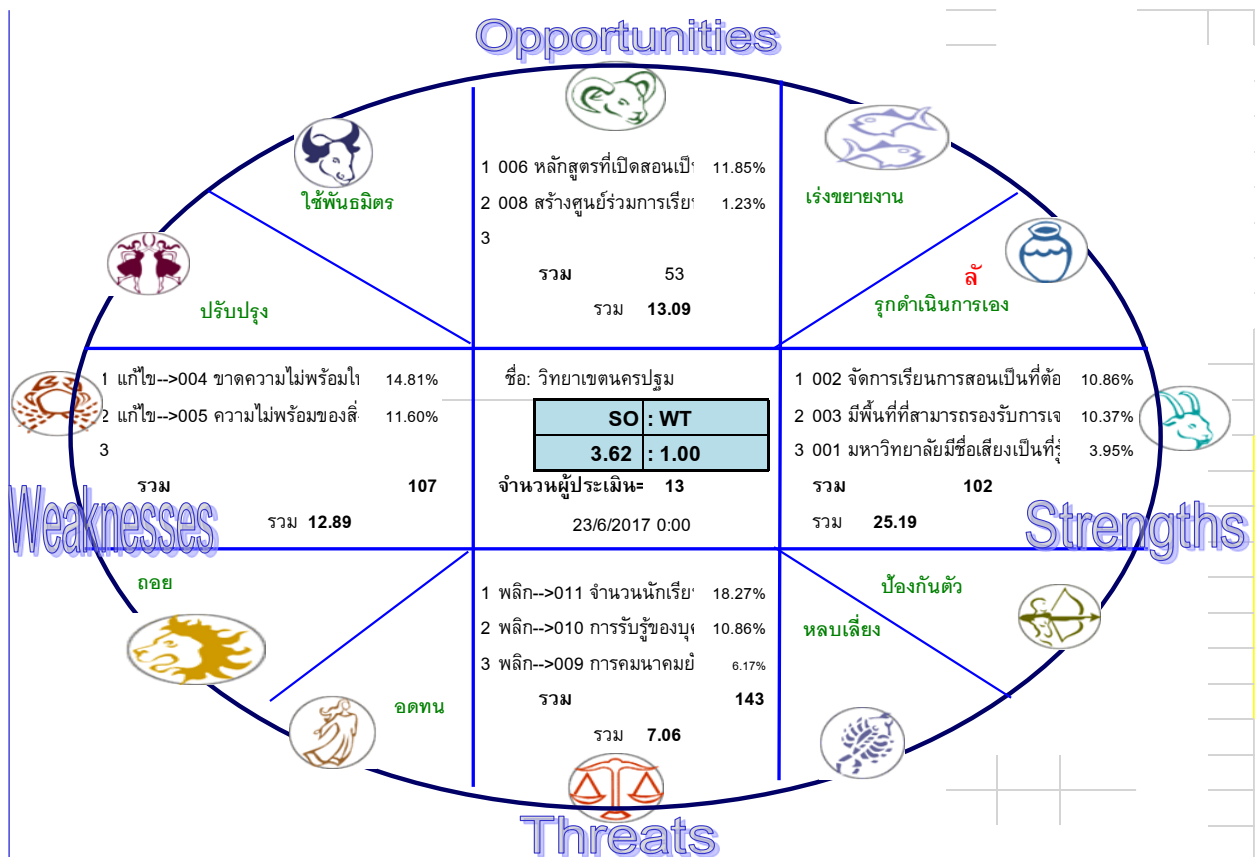 Opportunities
1 006 หลักสูตรที่เปิดสอนเป็ 11.85%
2 008 สร้างศูนย์ร่วมการเรีย 1.23%
3
รวม 53
รวม 13.09
ใช้พันธมิตร
เร่งขยายงาน
ปรับปรุง
ลั
รุกดำเนินการเอง
1 แก้ไข-->004 ขาดความไม่พร้อมใ 14.81%
2 แก้ไข-->005 ความไม่พร้อมของสิ่ 11.60%
3
รวม 107
รวม 12.89
Weaknesses
ชื่อ: วิทยาเขตนครปฐม
SO : WT
3.62 : 1.00
จำนวนผู้ประเมิน= 13
23/6/2017 0:00
1 002 จัดการเรียนการสอนเป็นที่ต้อ 10.86%
2 003 มีพื้นที่ที่สามารถรองรับการเจ 10.37%
3 001 มหาวิทยาลัยมีชื่อเสียงเป็นที่รู้ 3.95%
รวม 102
รวม 25.19
Strengths
ถอย
อดทน
1 พลิก-->011 จำนวนนักเรีย 18.27%
2 พลิก-->010 การรับรู้ของบุค 10.86%
3 พลิก-->009 การคมนาคมยั 6.17%
รวม 143
รวม 7.06
ป้องกันตัว
หลบเลี่ยง
Threats